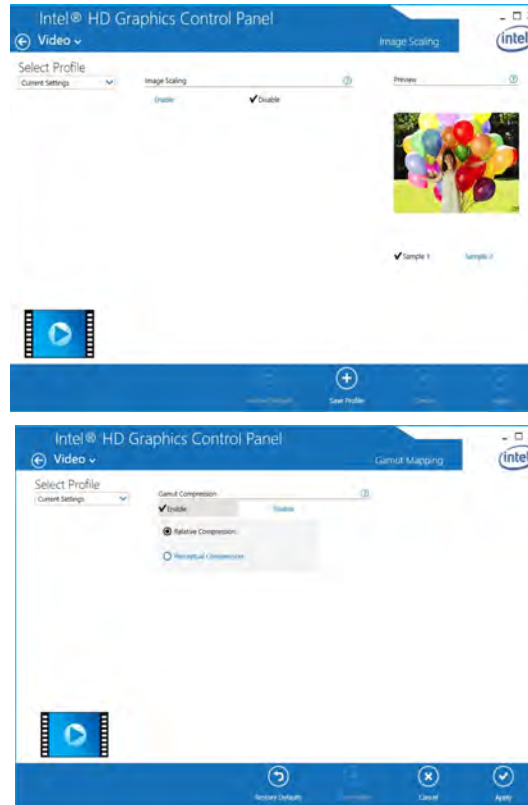 Intel® HD Graphics Control Panel
Video
Image Scaling
intel
Select Profile
Current Settings
Image Scaling
Preview
Enable
Disable
Sample 1
Sample 2
Save Profile
Intel® HD Graphics Control Panel
Video
Gamut Mapping
intel
Select Profile
Current Settings
Gamut Compression
Enable
Disable
Relative Compression
Perceptual Compression
Restore Defaults
Cancel
Apply